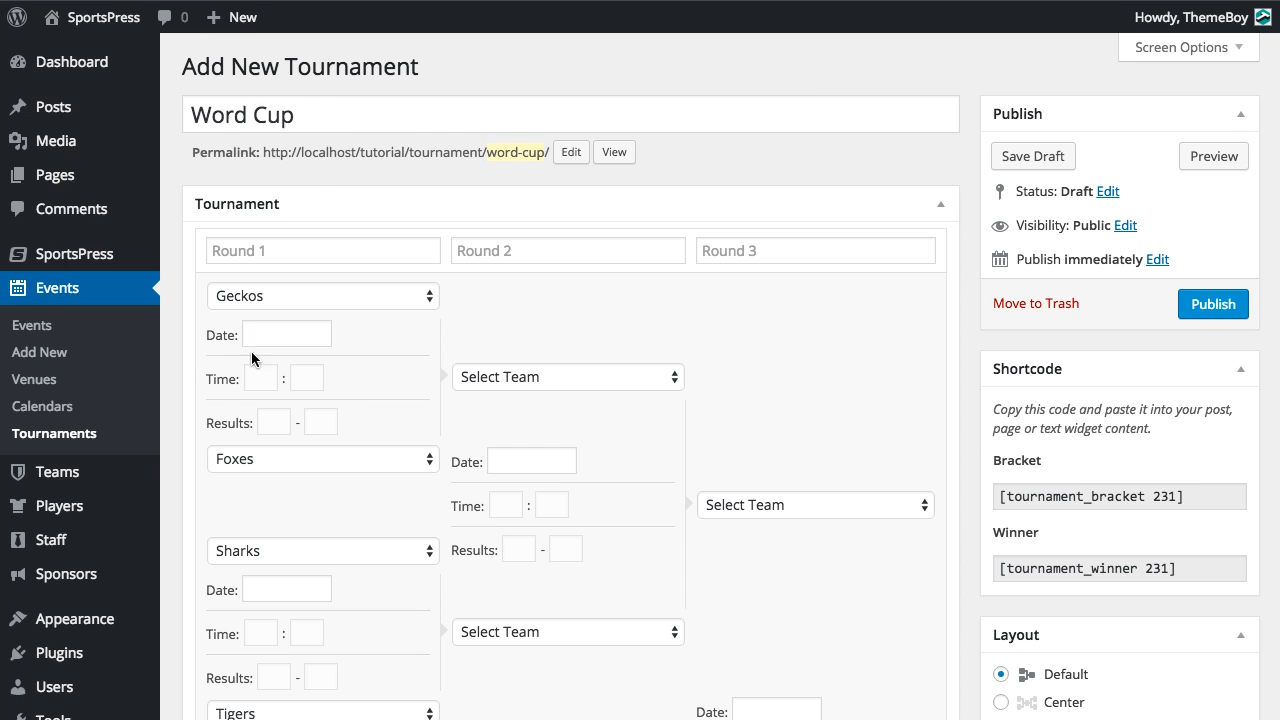 SportsPress 0 New Howdy, ThemeBoy
Screen Options
Dashboard
Posts
Media
Pages
Comments
SportsPress
Events
Events
Add New
Venues
Calendars
Tournaments
Teams
Players
Staff
Sponsors
Appearance
Plugins
Users
Tools
Add New Tournament
Word Cup
Permalink: http://localhost/tutorial/tournament/word-cup/ Edit View
Tournament
Round 1 Round 2 Round 3
Geckos
Date:
Time: :
Select Team
Results: -
Foxes
Date:
Time: :
Select Team
Results: -
Sharks
Date:
Time: :
Select Team
Results: -
Tigers
Date:
Publish
Save Draft Preview
Status: Draft Edit
Visibility: Public Edit
Publish immediately Edit
Move to Trash Publish
Shortcode
Copy this code and paste it into your post,
page or text widget content.
Bracket
[tournament_bracket 231]
Winner
[tournament_winner 231]
Layout
Default
Center